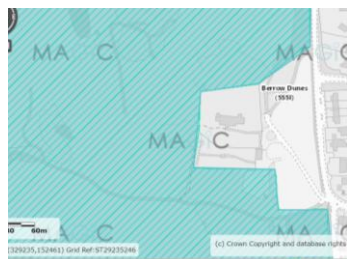 MA C
MA C
Berrow Dunes
(SSSI)
MA C
60m
MA C
(329235,152461) Grid Ref:ST29235246
(c) Crown Copyright and database rights